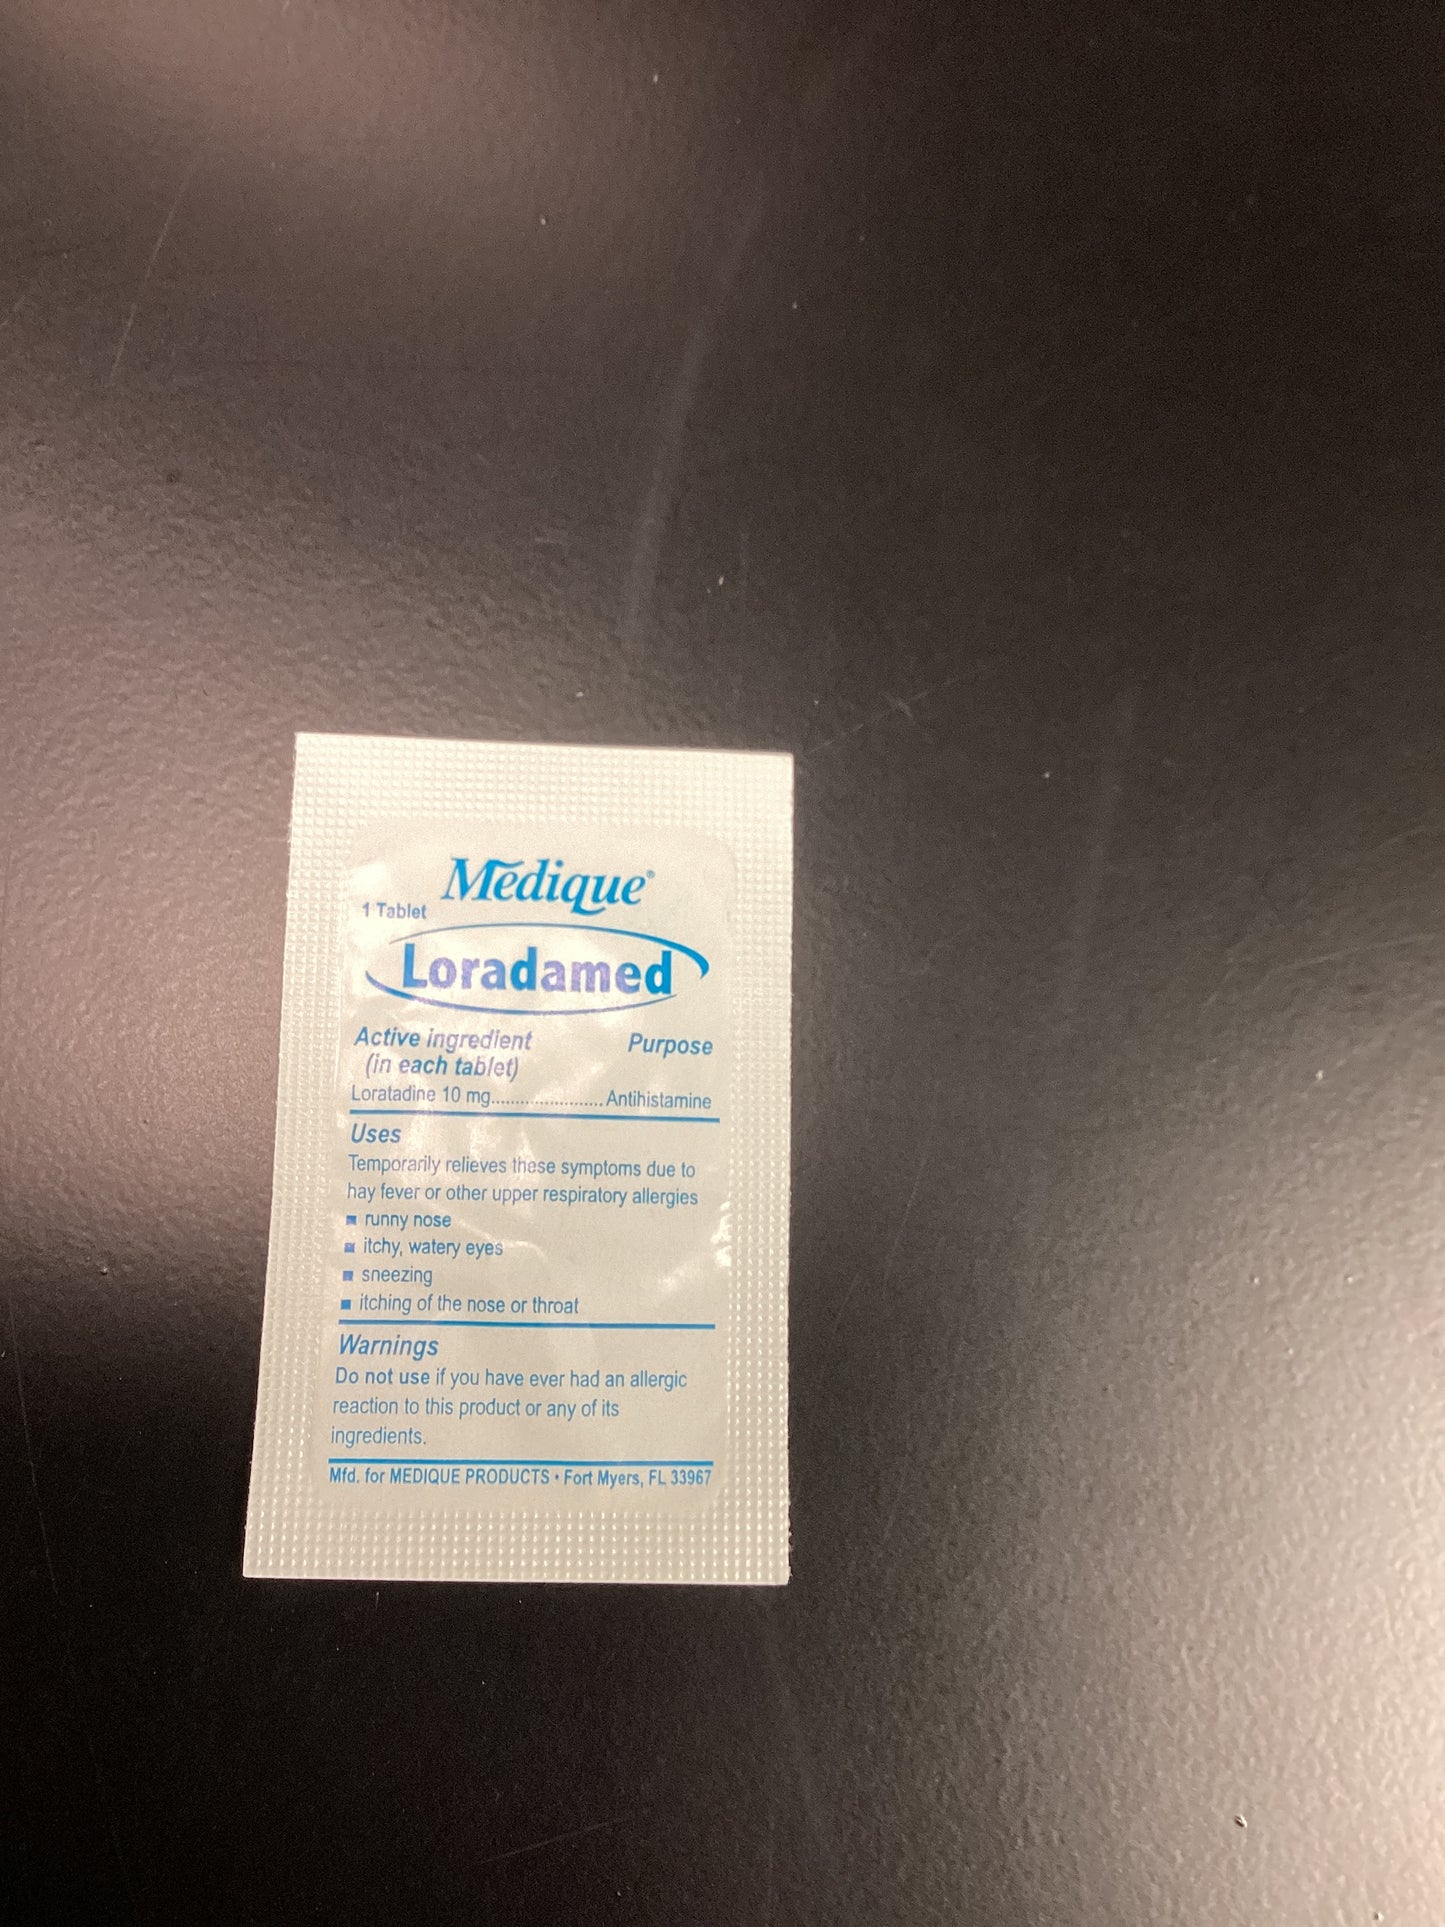 Medique®
1 Tablet
Loradamed
Active ingredient Purpose
(in each tablet)
Loratadine 10 mg......................Antihistamine
Uses
Temporarily relieves these symptoms due to
hay fever or other upper respiratory allergies
▪ runny nose
▪ itchy, watery eyes
▪ sneezing
▪ itching of the nose or throat
Warnings
Do not use if you have ever had an allergic
reaction to this product or any of its
ingredients.
Mfd. for MEDIQUE PRODUCTS • Fort Myers, FL 33967